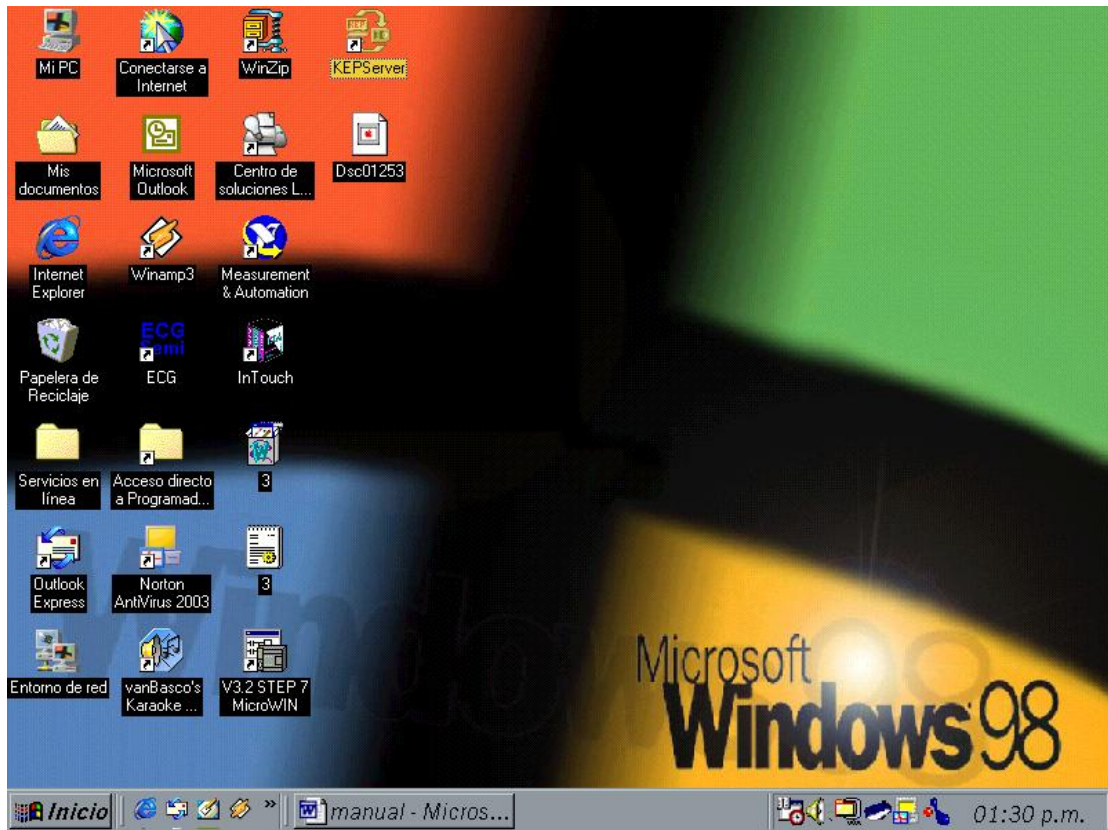 Mi PC
Conectarse a
Internet
WinZip
KEPServer
Mis
documentos
Microsoft
Outlook
Centro de
soluciones L...
Dsc01253
Internet
Explorer
Winamp3
Measurement
& Automation
Papelera de
Reciclaje
ECG
Semi
ECG
InTouch
Servicios en
línea
Acceso directo
a Programad...
3
Outlook
Express
Norton
AntiVirus 2003
3
Entorno de red
vanBasco's
Karaoke ...
V3.2 STEP 7
MicroWIN
Microsoft
Windows 98
Inicio
»
manual - Micros...
01:30 p.m.